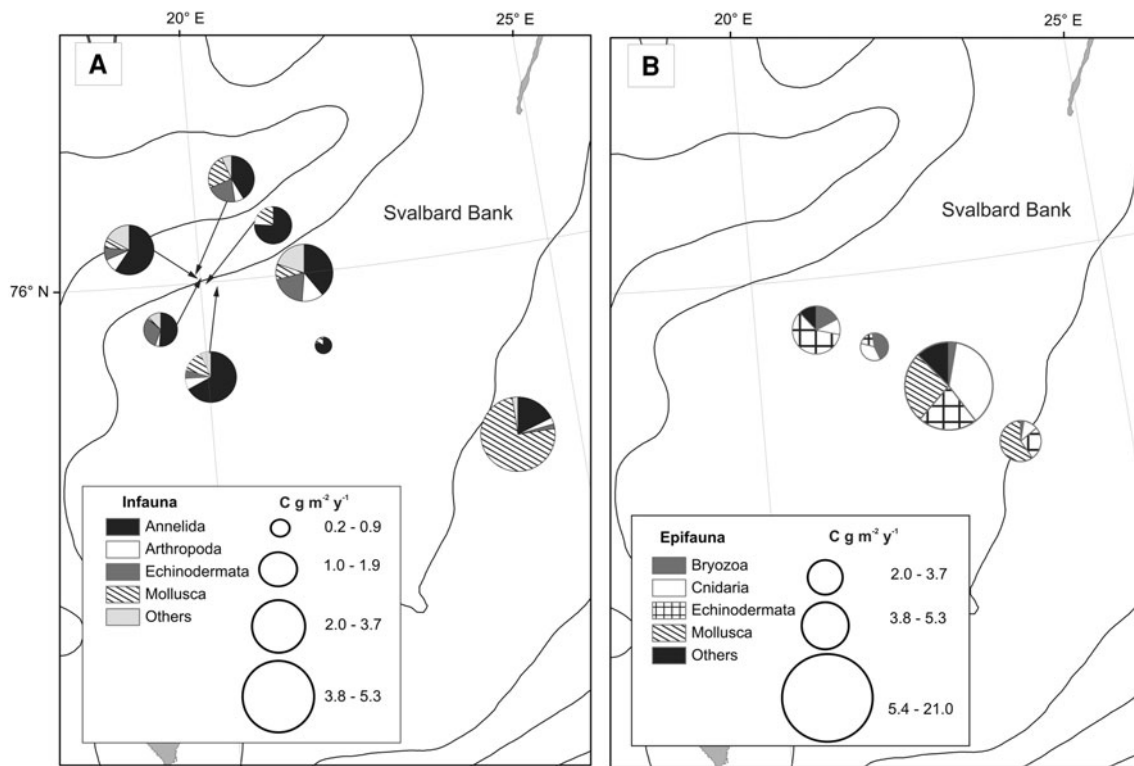 20° E
25° E
A
Svalbard Bank
76° N
Infauna
C g m⁻² y⁻¹
Annelida
0.2 - 0.9
Arthropoda
1.0 - 1.9
Echinodermata
Mollusca
2.0 - 3.7
Others
3.8 - 5.3
20° E
25° E
B
Svalbard Bank
Epifauna
C g m⁻² y⁻¹
Bryozoa
2.0 - 3.7
Cnidaria
Echinodermata
3.8 - 5.3
Mollusca
Others
5.4 - 21.0